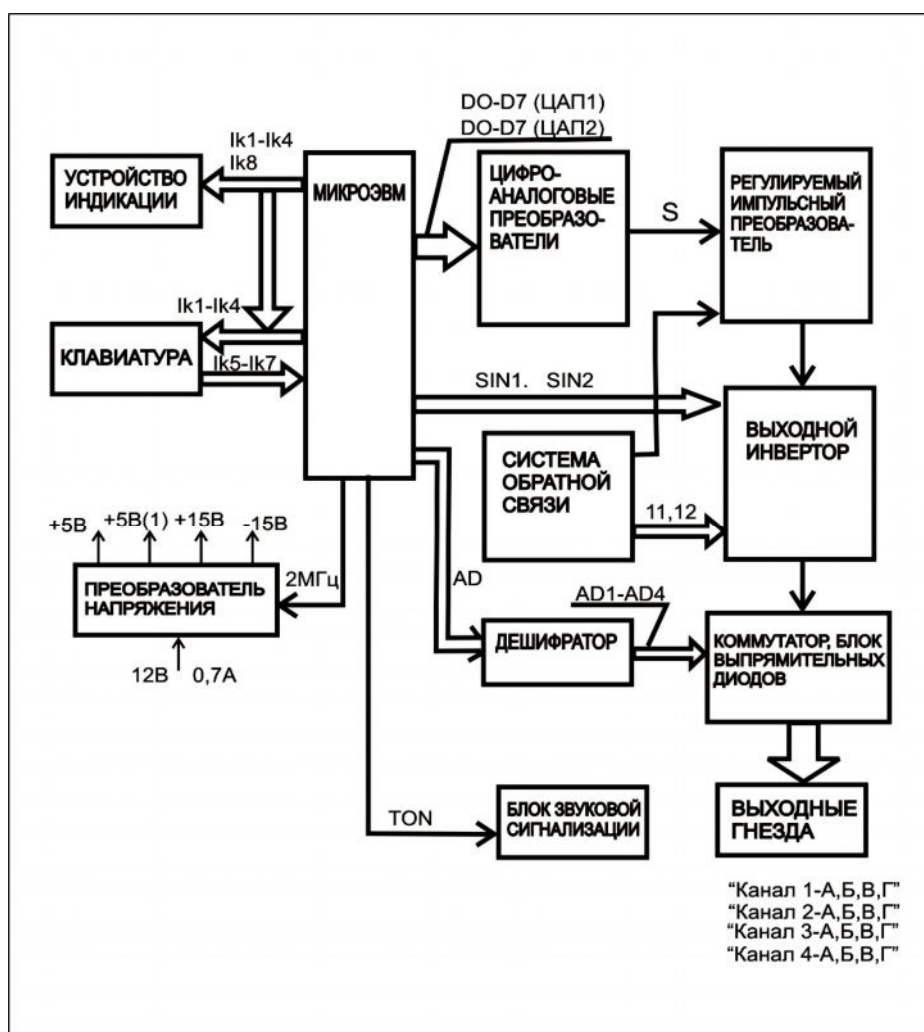 DO-D7 (ЦАП1)
DO-D7 (ЦАП2)
Ik1-Ik4
Ik8
УСТРОЙСТВО
ИНДИКАЦИИ
МИКРОЭВМ
ЦИФРО-
АНАЛОГОВЫЕ
ПРЕОБРАЗО-
ВАТЕЛИ
S
РЕГУЛИРУЕМЫЙ
ИМПУЛЬСНЫЙ
ПРЕОБРАЗОВА-
ТЕЛЬ
Ik1-Ik4
КЛАВИАТУРА
Ik5-Ik7
SIN1. SIN2
ВЫХОДНОЙ
ИНВЕРТОР
СИСТЕМА
ОБРАТНОЙ
СВЯЗИ
11,12
+5В +5В(1) +15В -15В
ПРЕОБРАЗОВАТЕЛЬ
НАПРЯЖЕНИЯ
2МГц
12В 0,7А
AD
AD1-AD4
ДЕШИФРАТОР
КОММУТАТОР, БЛОК
ВЫПРЯМИТЕЛЬНЫХ
ДИОДОВ
TON
БЛОК ЗВУКОВОЙ
СИГНАЛИЗАЦИИ
ВЫХОДНЫЕ
ГНЕЗДА
“Канал 1-А,Б,В,Г”
“Канал 2-А,Б,В,Г”
“Канал 3-А,Б,В,Г”
“Канал 4-А,Б,В,Г”